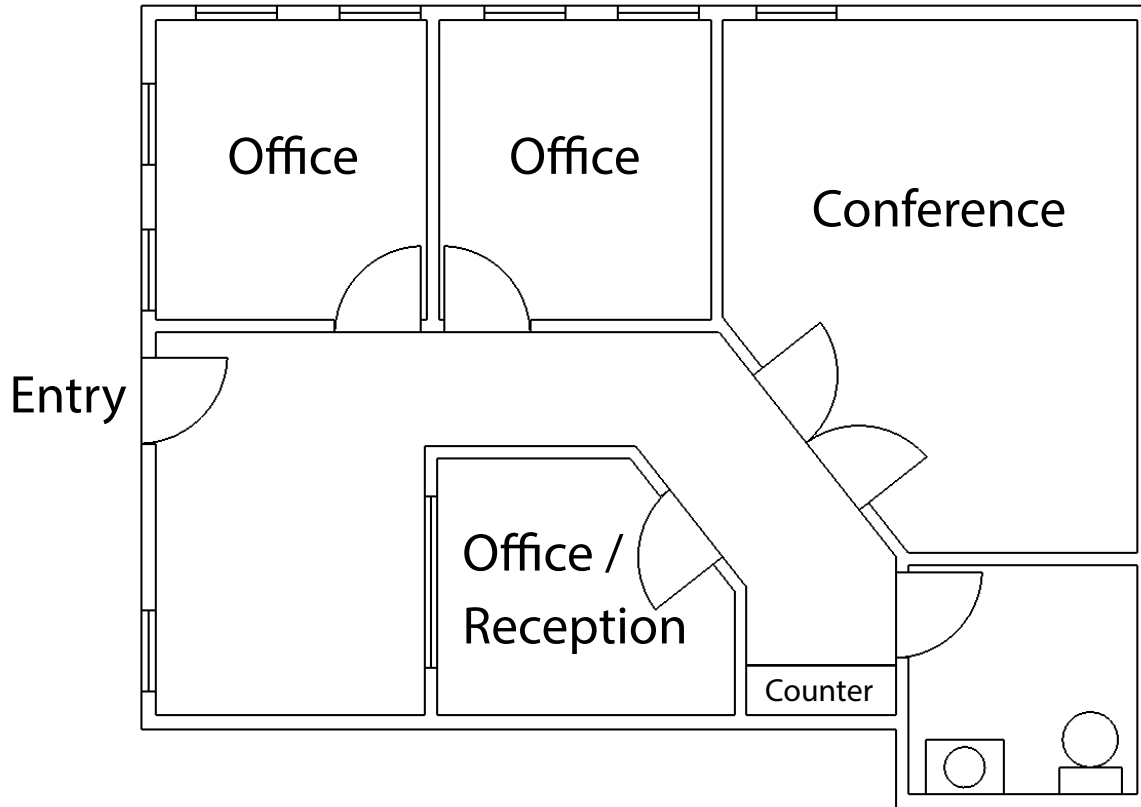 Office
Office
Conference
Entry
Office /
Reception
Counter